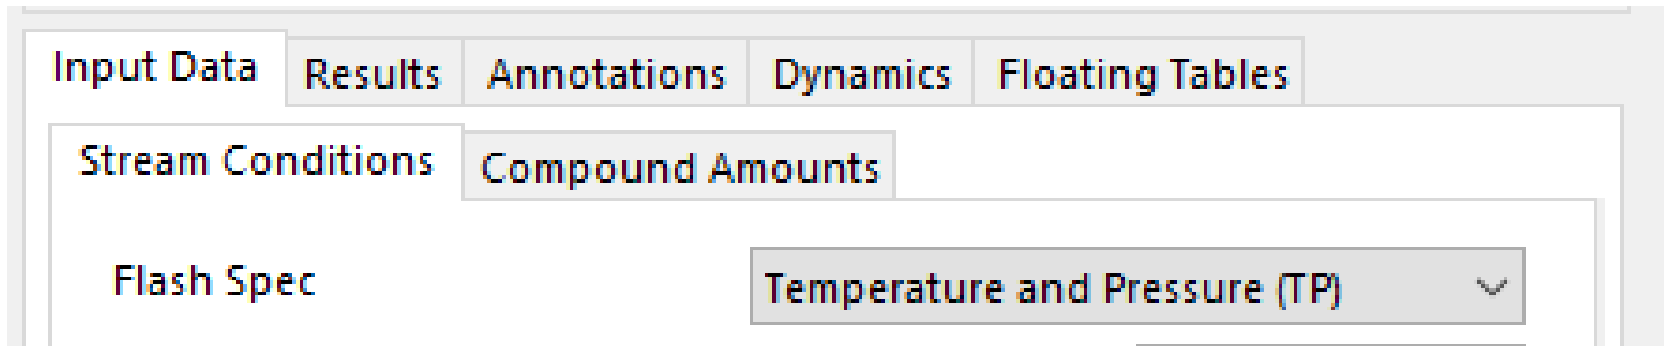 Input Data Results Annotations Dynamics Floating Tables
Stream Conditions Compound Amounts
Flash Spec Temperature and Pressure (TP)